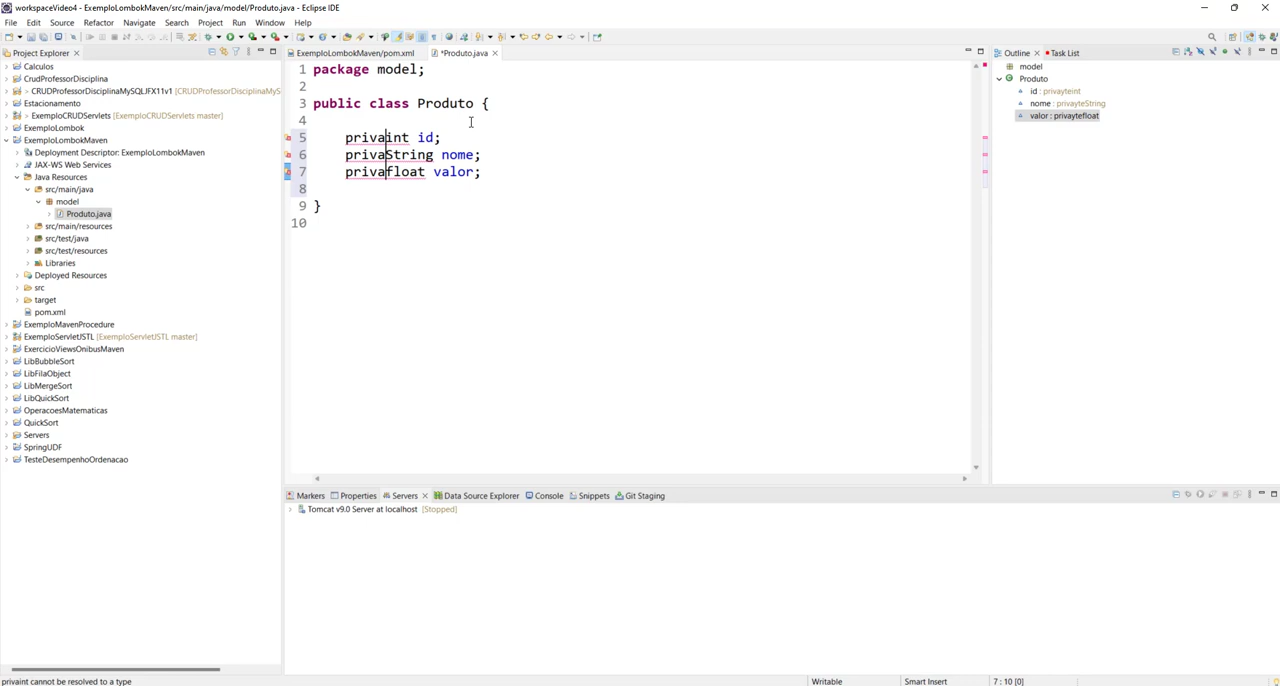 workspaceVideo4 - ExemploLombokMaven/src/main/java/model/Produto.java - Eclipse IDE
File Edit Source Refactor Navigate Search Project Run Window Help
Project Explorer
Calculos
CrudProfessorDisciplina
> CRUDProfessorDisciplinaMySQLJFX11v1 [CRUDProfessorDisciplinaMyS
Estacionamento
> ExemploCRUDServlets [ExemploCRUDServlets master]
ExemploLombok
ExemploLombokMaven
Deployment Descriptor: ExemploLombokMaven
JAX-WS Web Services
Java Resources
src/main/java
model
Produto.java
src/main/resources
src/test/java
src/test/resources
Libraries
Deployed Resources
src
target
pom.xml
ExemploMavenProcedure
ExemploServletJSTL [ExemploServletJSTL master]
ExercicioViewsOnibusMaven
LibBubbleSort
LibFilaObject
LibMergeSort
LibQuickSort
OperacoesMatematicas
QuickSort
Servers
SpringUDF
TesteDesempenhoOrdenacao
ExemploLombokMaven/pom.xml *Produto.java
1 package model;
2
3 public class Produto {
4
5 privaint id;
6 privaString nome;
7 privafloat valor;
8
9 }
10
Outline Task List
model
Produto
id : privayteint
nome : privayteString
valor : privaytefloat
Markers Properties Servers Data Source Explorer Console Snippets Git Staging
Tomcat v9.0 Server at localhost [Stopped]
privaint cannot be resolved to a type Writable Smart Insert 7 : 10 [0]